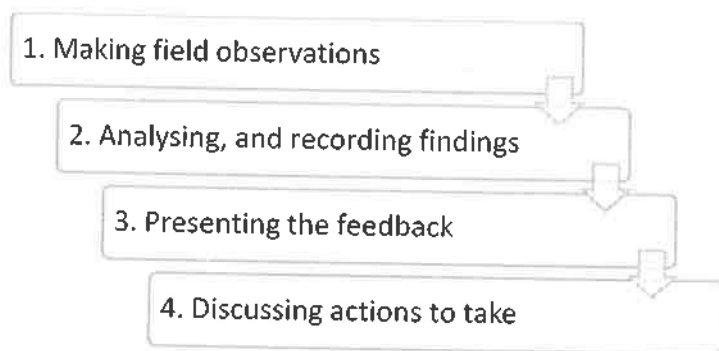 1. Making field observations
2. Analysing, and recording findings
3. Presenting the feedback
4. Discussing actions to take